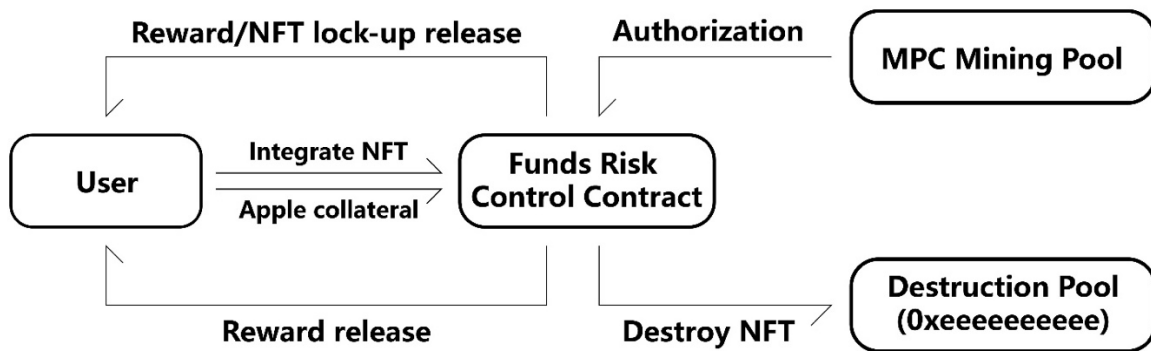 Reward/NFT lock-up release
Authorization
MPC Mining Pool
User
Integrate NFT
Apple collateral
Funds Risk
Control Contract
Reward release
Destroy NFT
Destruction Pool
(0xeeeeeeeeeee)